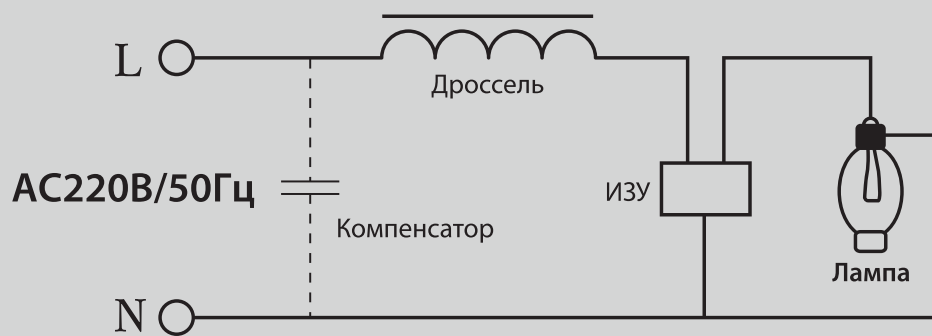 L
Дроссель
АС220В/50Гц
ИЗУ
Компенсатор
Лампа
N